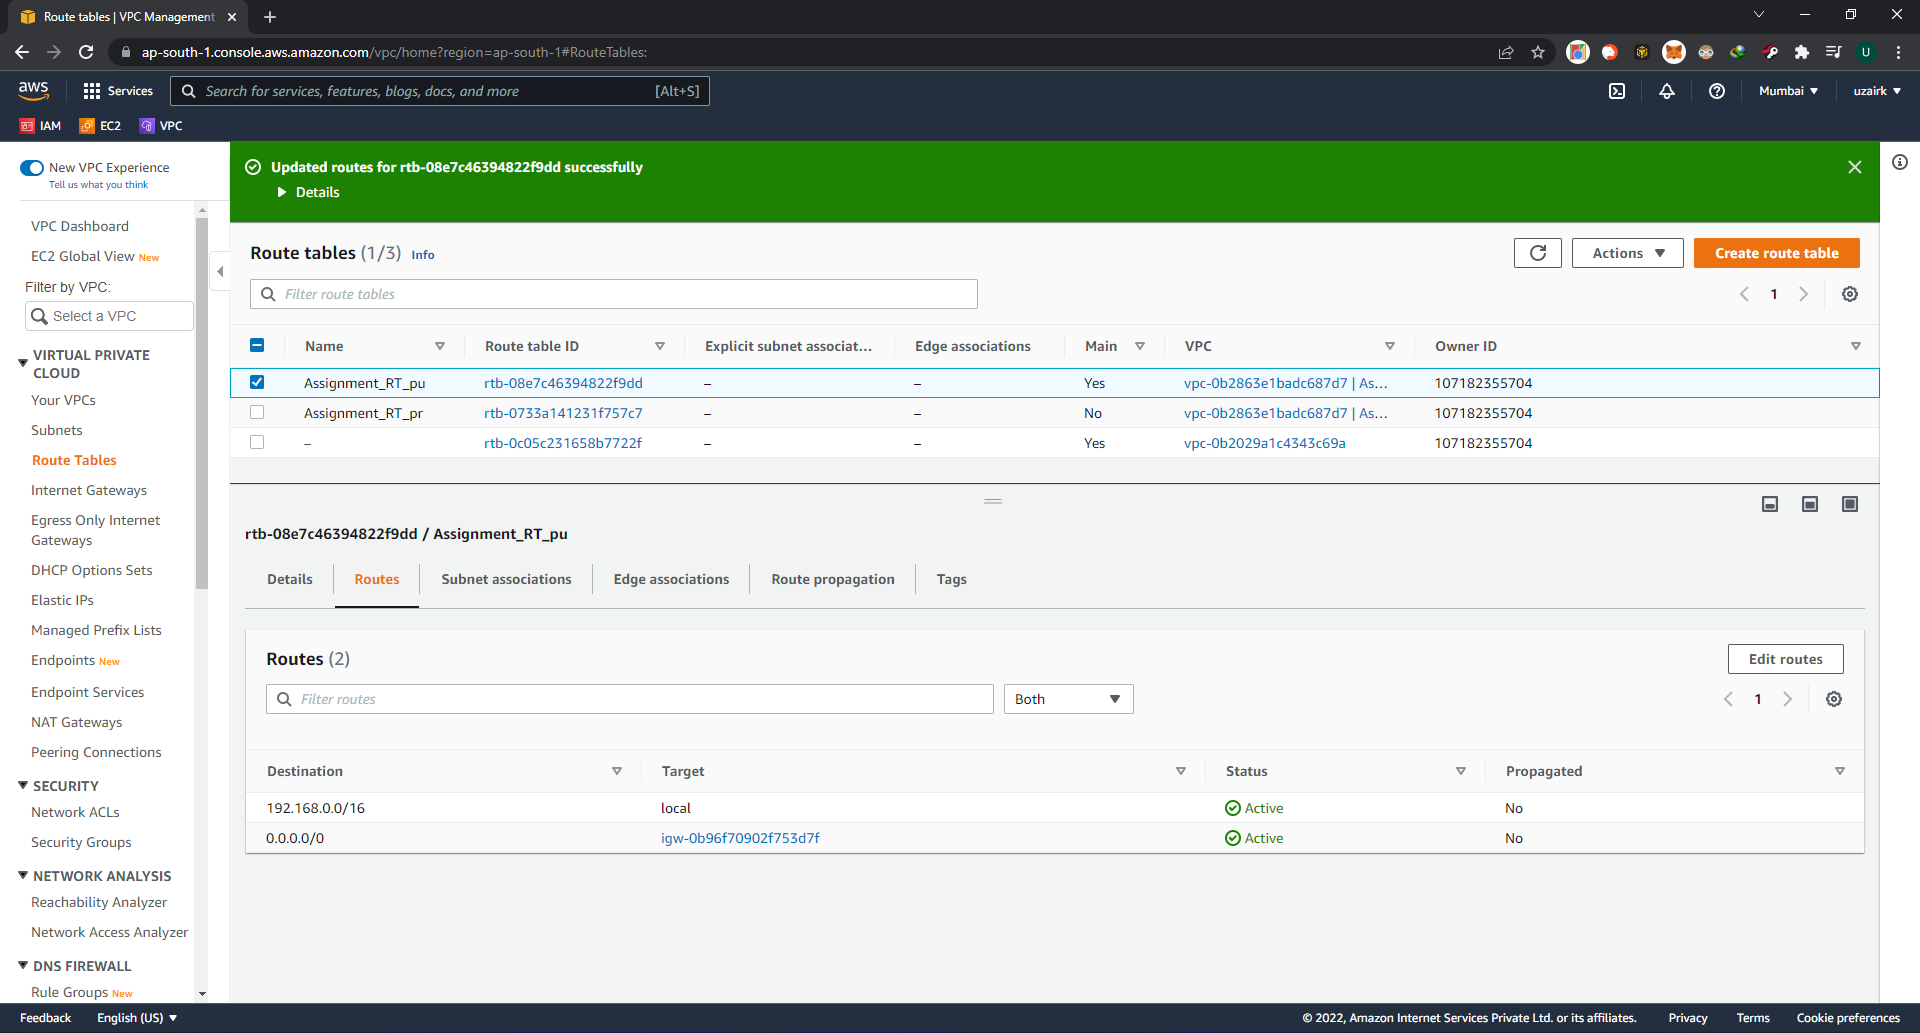 Route tables | VPC Management
ap-south-1.console.aws.amazon.com/vpc/home?region=ap-south-1#RouteTables:
U
aws
Services
Search for services, features, blogs, docs, and more
[Alt+S]
Mumbai
uzairk
IAM
EC2
VPC
New VPC Experience
Tell us what you think
VPC Dashboard
EC2 Global View New
Filter by VPC:
Select a VPC
VIRTUAL PRIVATE
CLOUD
Your VPCs
Subnets
Route Tables
Internet Gateways
Egress Only Internet
Gateways
DHCP Options Sets
Elastic IPs
Managed Prefix Lists
Endpoints New
Endpoint Services
NAT Gateways
Peering Connections
SECURITY
Network ACLs
Security Groups
NETWORK ANALYSIS
Reachability Analyzer
Network Access Analyzer
DNS FIREWALL
Rule Groups New
Updated routes for rtb-08e7c46394822f9dd successfully
Details
Route tables (1/3) Info
Actions
Create route table
Filter route tables
1
Name Route table ID Explicit subnet associat... Edge associations Main VPC Owner ID
Assignment_RT_pu rtb-08e7c46394822f9dd – – Yes vpc-0b2863e1badc687d7 | As... 107182355704
Assignment_RT_pr rtb-0733a141231f757c7 – – No vpc-0b2863e1badc687d7 | As... 107182355704
– rtb-0c05c231658b7722f – – Yes vpc-0b2029a1c4343c69a 107182355704
rtb-08e7c46394822f9dd / Assignment_RT_pu
Details Routes Subnet associations Edge associations Route propagation Tags
Routes (2)
Edit routes
Filter routes
Both
1
Destination Target Status Propagated
192.168.0.0/16 local Active No
0.0.0.0/0 igw-0b96f70902f753d7f Active No
Feedback English (US) © 2022, Amazon Internet Services Private Ltd. or its affiliates. Privacy Terms Cookie preferences